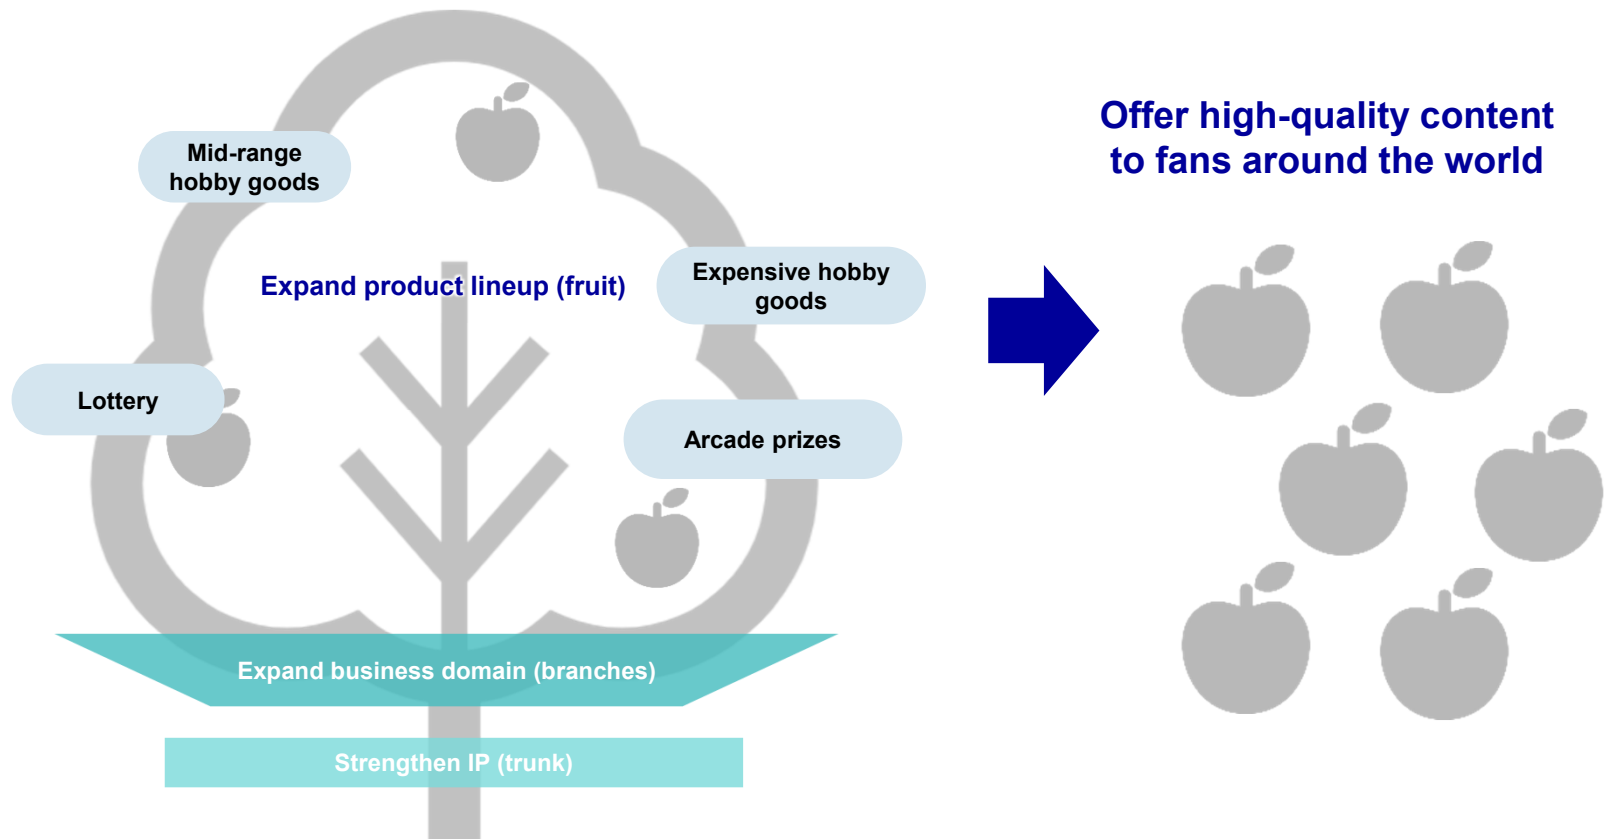 Mid-range
hobby goods
Expand product lineup (fruit)
Expensive hobby
goods
Lottery
Arcade prizes
Expand business domain (branches)
Strengthen IP (trunk)
Offer high-quality content
to fans around the world